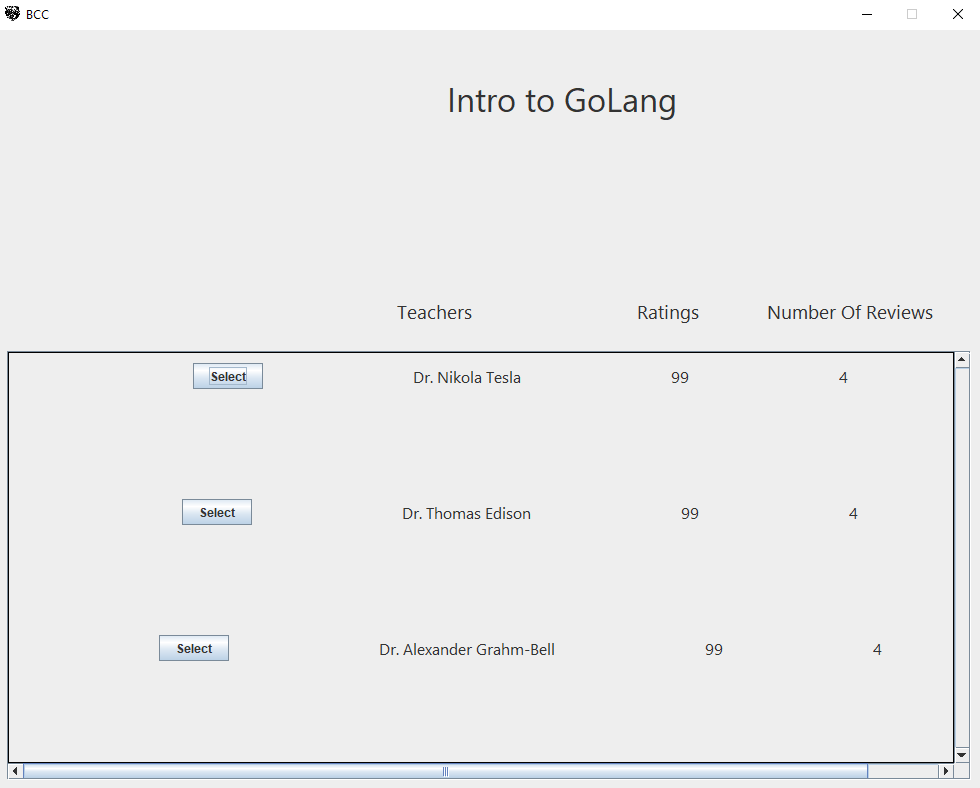 BCC
Intro to GoLang
Teachers Ratings Number Of Reviews
Select Dr. Nikola Tesla 99 4
Select Dr. Thomas Edison 99 4
Select Dr. Alexander Grahm-Bell 99 4